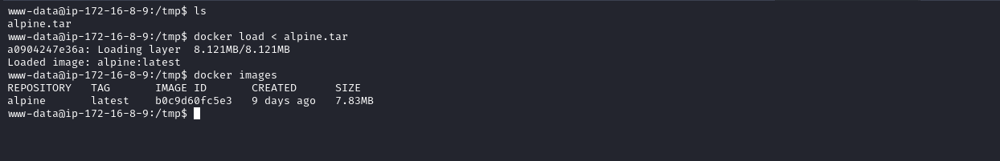 www-data@ip-172-16-8-9:/tmp$ ls
alpine.tar
www-data@ip-172-16-8-9:/tmp$ docker load < alpine.tar
a0904247e36a: Loading layer  8.121MB/8.121MB
Loaded image: alpine:latest
www-data@ip-172-16-8-9:/tmp$ docker images
REPOSITORY   TAG       IMAGE ID       CREATED      SIZE
alpine       latest    b0c9d60fc5e3   9 days ago   7.83MB
www-data@ip-172-16-8-9:/tmp$